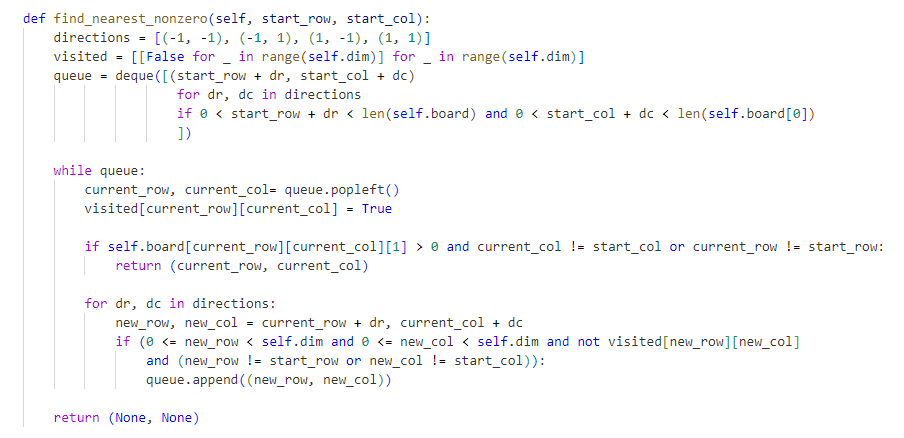 def find_nearest_nonzero(self, start_row, start_col):
    directions = [(-1, -1), (-1, 1), (1, -1), (1, 1)]
    visited = [[False for _ in range(self.dim)] for _ in range(self.dim)]
    queue = deque([(start_row + dr, start_col + dc)
                    for dr, dc in directions
                    if 0 < start_row + dr < len(self.board) and 0 < start_col + dc < len(self.board[0])
                    ])
    while queue:
        current_row, current_col= queue.popleft()
        visited[current_row][current_col] = True
        if self.board[current_row][current_col][1] > 0 and current_col != start_col or current_row != start_row:
            return (current_row, current_col)
        for dr, dc in directions:
            new_row, new_col = current_row + dr, current_col + dc
            if (0 <= new_row < self.dim and 0 <= new_col < self.dim and not visited[new_row][new_col]
                and (new_row != start_row or new_col != start_col)):
                queue.append((new_row, new_col))
    return (None, None)